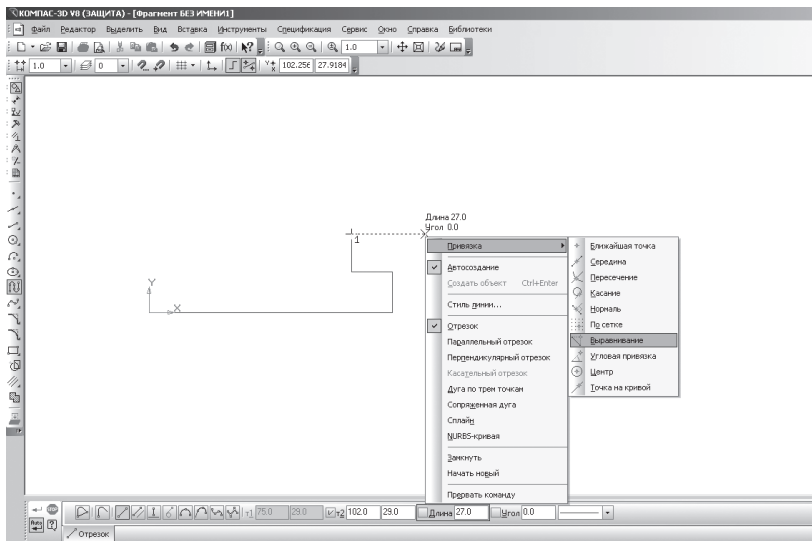 КОМПАС-3D V8 (ЗАЩИТА) - [Фрагмент БЕЗ ИМЕНИ1]
Файл Редактор Выделить Вид Вставка Инструменты Спецификация Сервис Окно Справка Библиотеки
f(x) 1.0
1.0 0 102.256 27.9184
Длина 27.0
Угол 0.0
1
Y
X
Привязка
Автосоздание
Создать объект Ctrl+Enter
Стиль линии...
Отрезок
Параллельный отрезок
Перпендикулярный отрезок
Касательный отрезок
Дуга по трем точкам
Сопряженная дуга
Сплайн
NURBS-кривая
Замкнуть
Начать новый
Прервать команду
Ближайшая точка
Середина
Пересечение
Касание
Нормаль
По сетке
Выравнивание
Угловая привязка
Центр
Точка на кривой
т1 75.0 29.0 т2 102.0 29.0 Длина 27.0 Угол 0.0
Auto
Отрезок